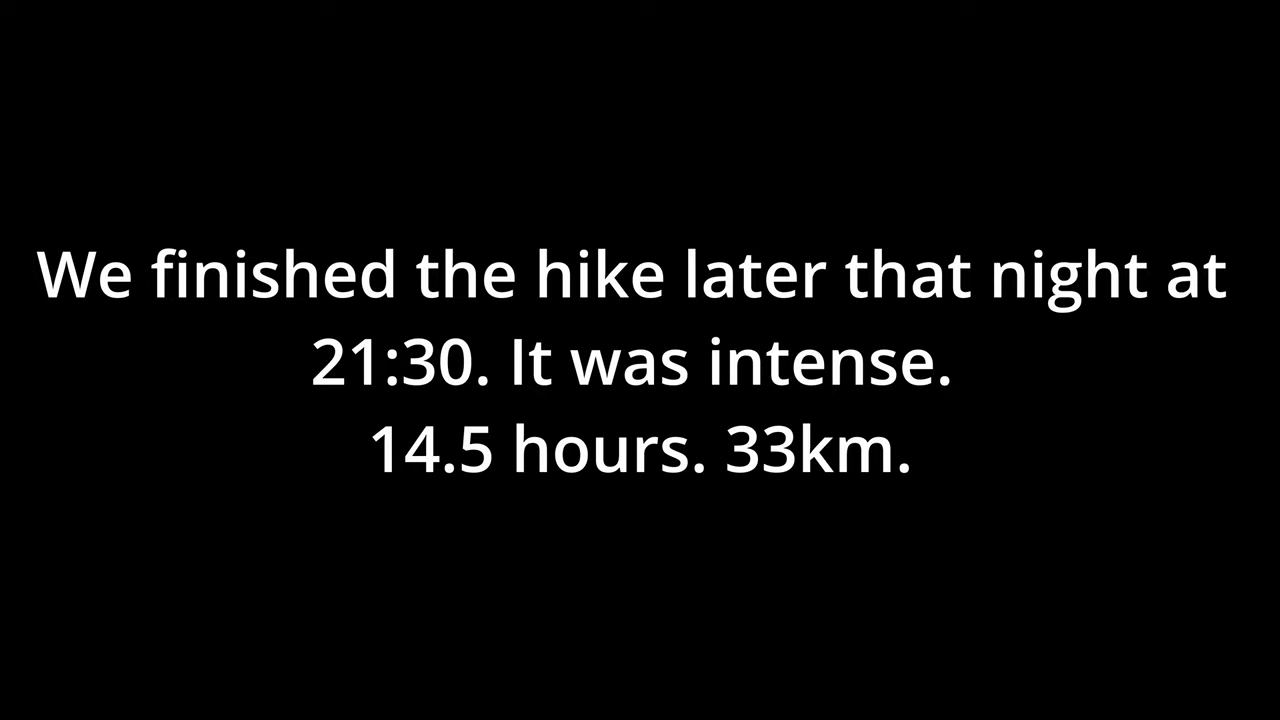 We finished the hike later that night at
21:30. It was intense.
14.5 hours. 33km.